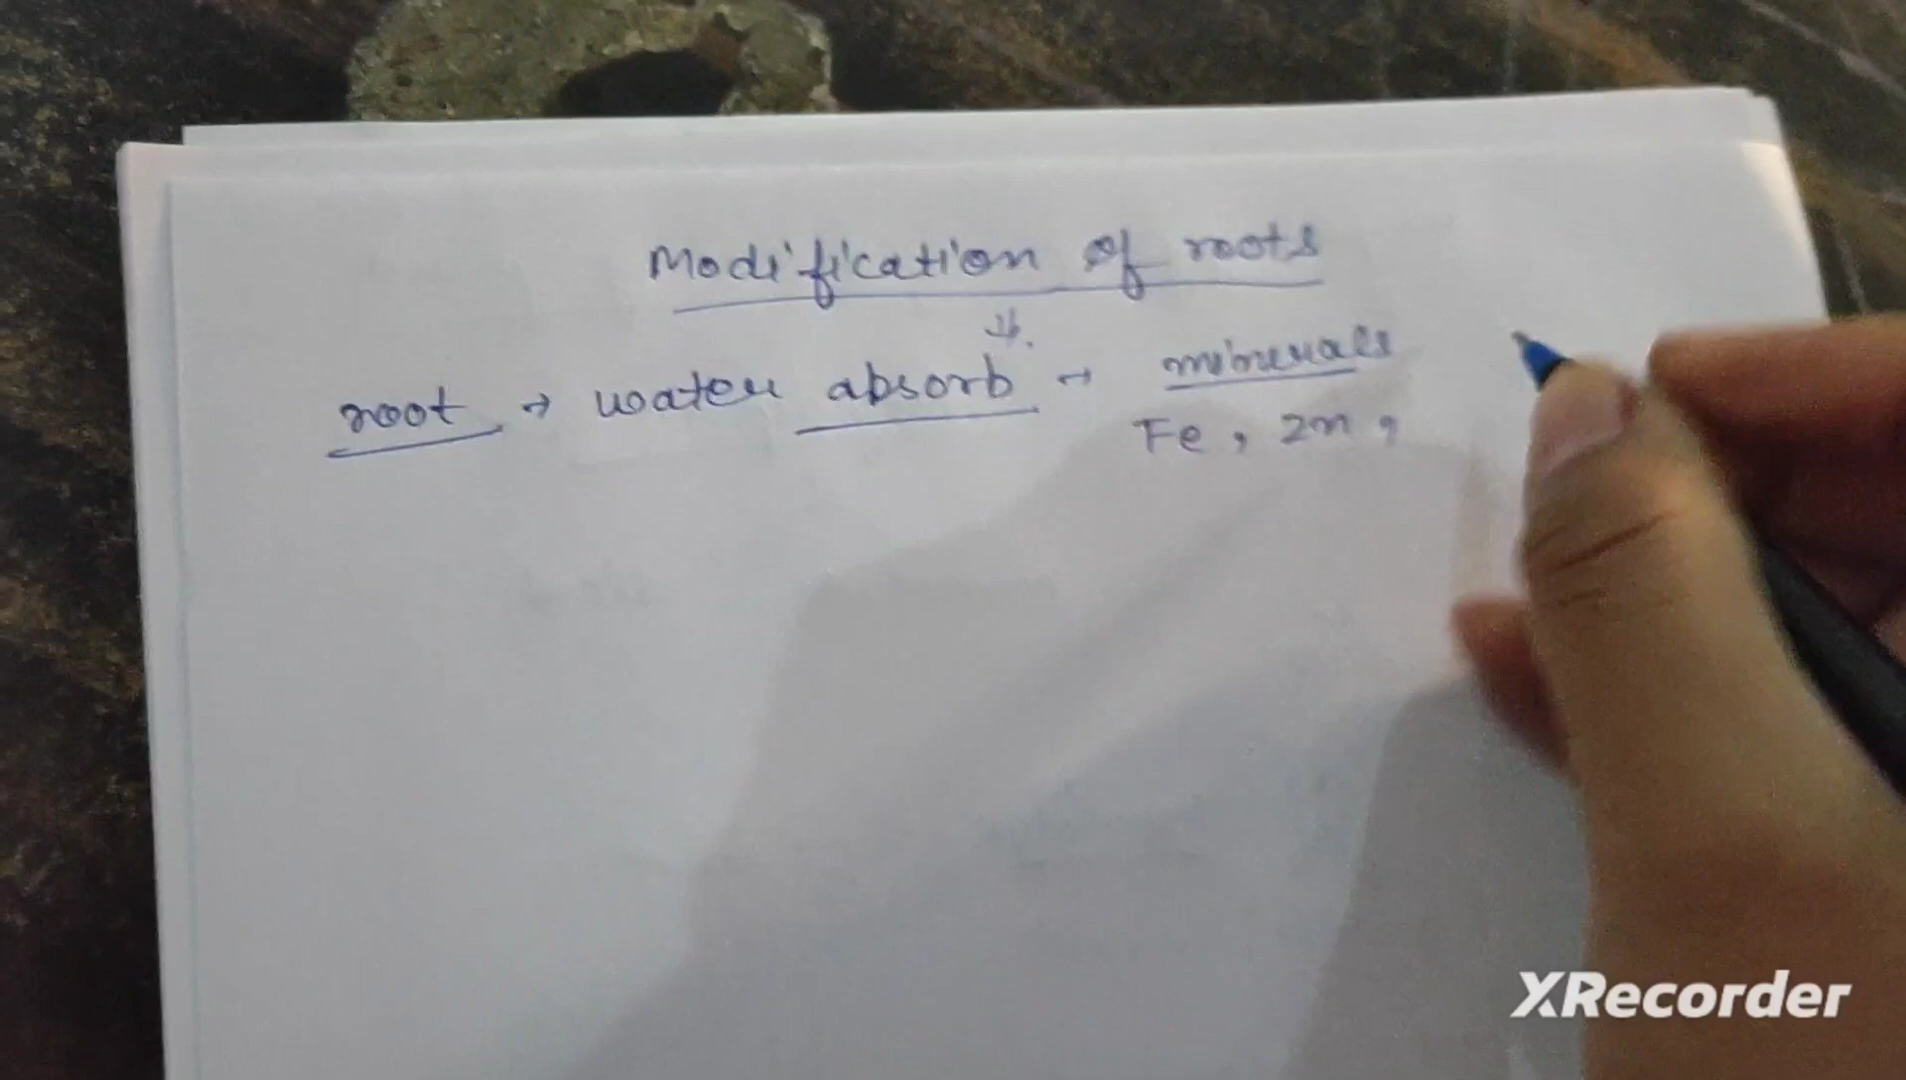 Modification of roots
root → water absorb → minerals
Fe, Zn,
XRecorder